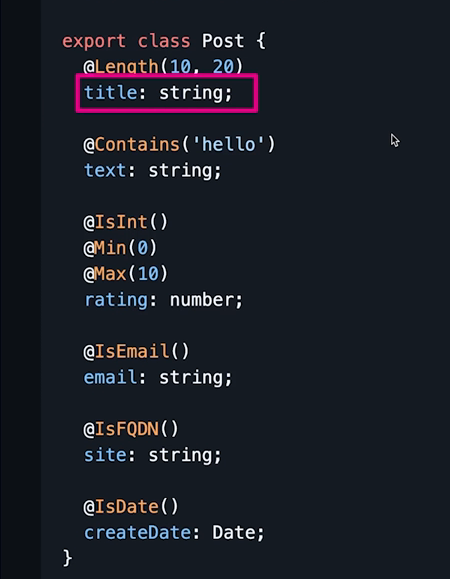 export class Post {
@Length(10, 20)
title: string;
@Contains('hello')
text: string;
@IsInt()
@Min(0)
@Max(10)
rating: number;
@IsEmail()
email: string;
@IsFQDN()
site: string;
@IsDate()
createDate: Date;
}